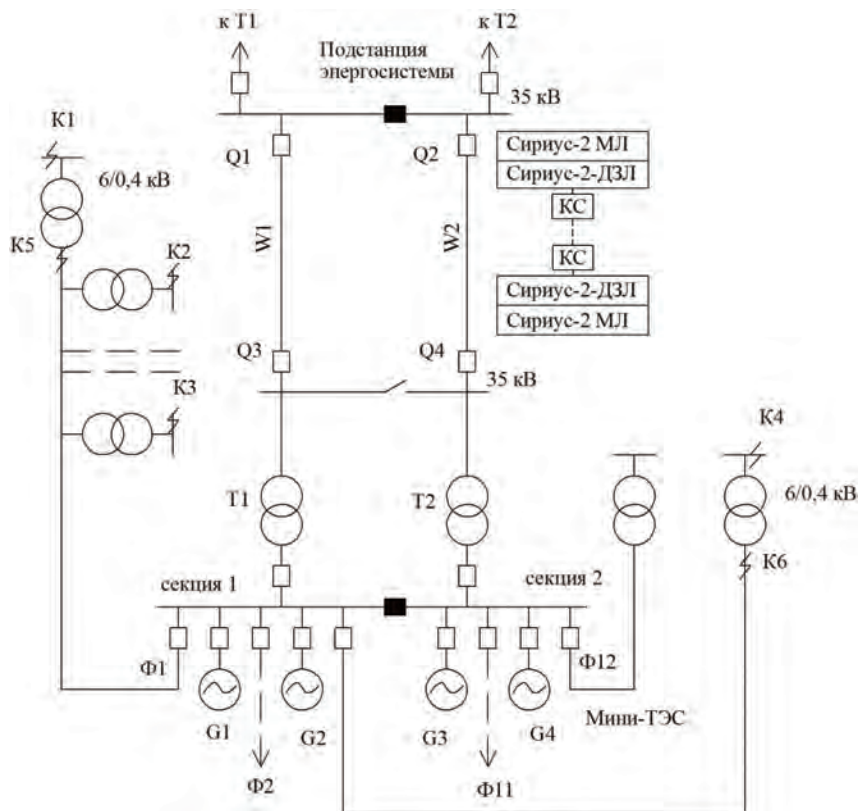 к Т1
к Т2
Подстанция
энергосистемы
35 кВ
К1
Q1
Q2
Сириус-2 МЛ
Сириус-2-ДЗЛ
6/0,4 кВ
КС
К5
К2
W1
W2
КС
Сириус-2-ДЗЛ
Сириус-2 МЛ
Q3
Q4
35 кВ
К3
К4
Т1
Т2
6/0,4 кВ
К6
секция 1
секция 2
Ф1
Ф12
G1
G2
G3
G4
Мини-ТЭС
Ф2
Ф11